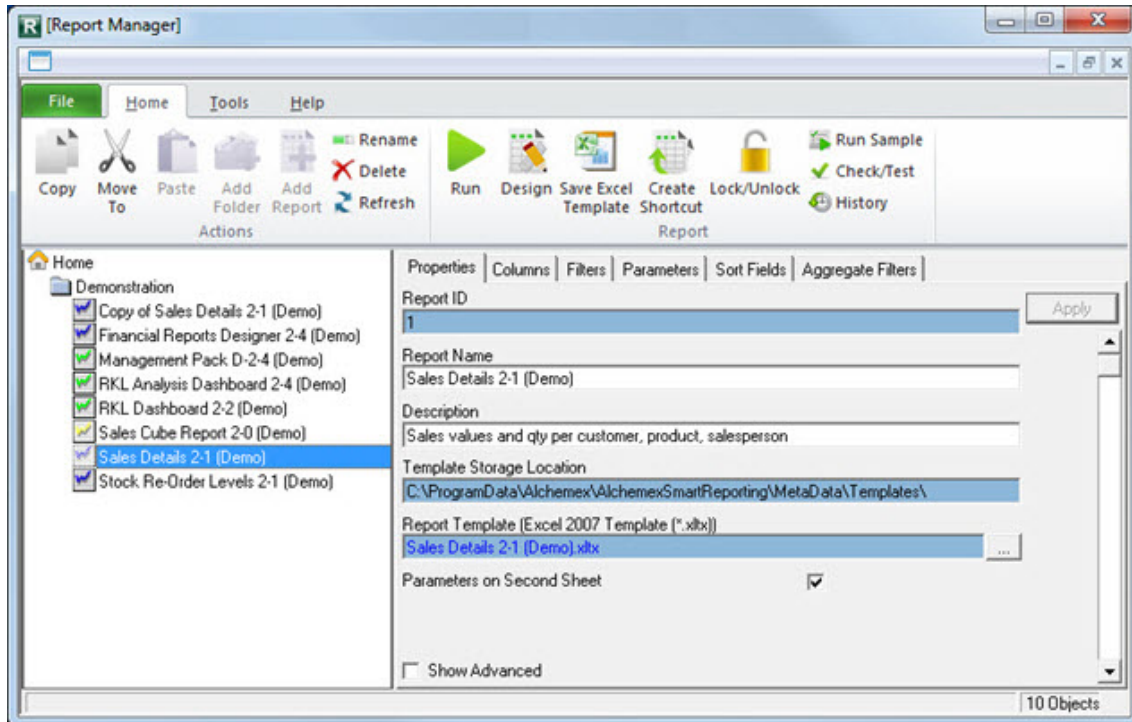 [Report Manager]
File Home Tools Help
Copy Move To Paste Add Folder Add Report Rename Delete Refresh
Actions
Run Design Save Excel Template Create Shortcut Lock/Unlock Run Sample Check/Test History
Report
Home
Demonstration
Copy of Sales Details 2-1 (Demo)
Financial Reports Designer 2-4 (Demo)
Management Pack D-2-4 (Demo)
RKL Analysis Dashboard 2-4 (Demo)
RKL Dashboard 2-2 (Demo)
Sales Cube Report 2-0 (Demo)
Sales Details 2-1 (Demo)
Stock Re-Order Levels 2-1 (Demo)
Properties Columns Filters Parameters Sort Fields Aggregate Filters
Report ID
Apply
1
Report Name
Sales Details 2-1 (Demo)
Description
Sales values and qty per customer, product, salesperson
Template Storage Location
C:\ProgramData\Alchemex\AlchemexSmartReporting\MetaData\Templates\
Report Template (Excel 2007 Template (*.xltx))
Sales Details 2-1 (Demo).xltx
...
Parameters on Second Sheet
Show Advanced
10 Objects